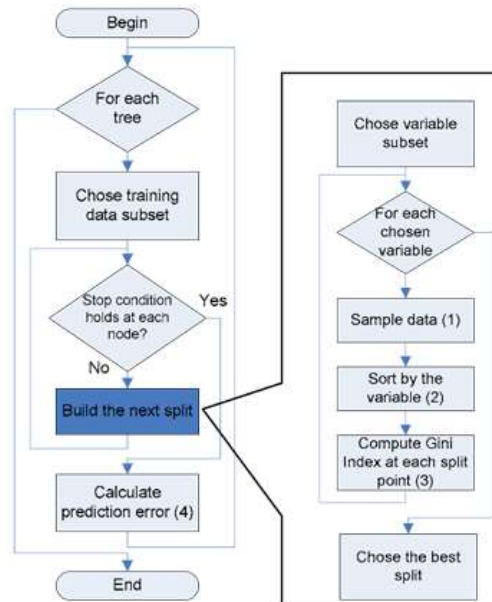 Begin
For each
tree
Chose training
data subset
Stop condition
holds at each
node?
Yes
No
Build the next split
Calculate
prediction error (4)
End
Chose variable
subset
For each
chosen
variable
Sample data (1)
Sort by the
variable (2)
Compute Gini
Index at each split
point (3)
Chose the best
split